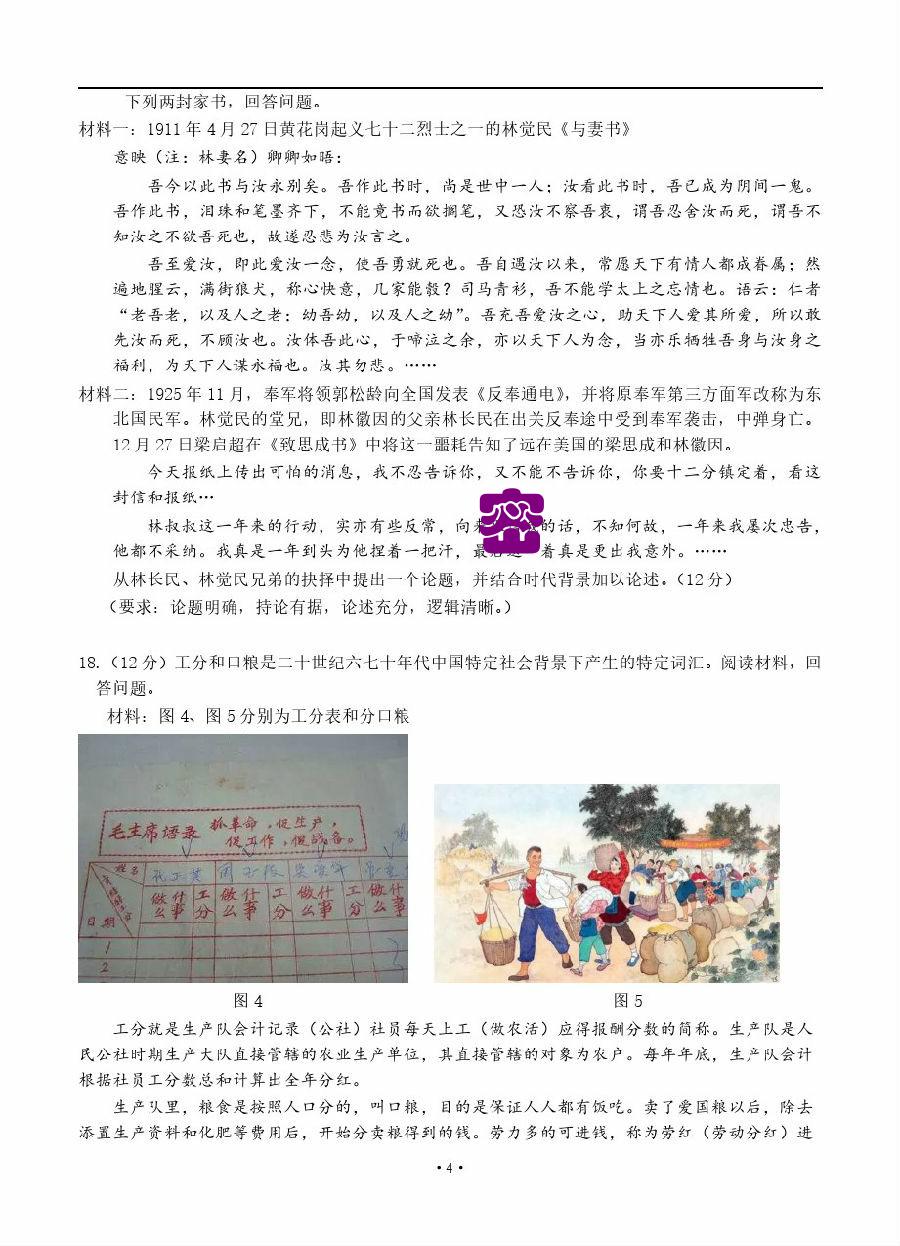 下列两封家书，回答问题。
材料一：1911 年 4 月 27 日黄花岗起义七十二烈士之一的林觉民《与妻书》
意映（注：林妻名）卿卿如晤：
吾今以此书与汝永别矣。吾作此书时，尚是世中一人；汝看此书时，吾已成为阴间一鬼。
吾作此书，泪珠和笔墨齐下，不能竟书而欲搁笔，又恐汝不察吾衷，谓吾忍舍汝而死，谓吾不
知汝之不欲吾死也，故遂忍悲为汝言之。
吾至爱汝，即此爱汝一念，使吾勇就死也。吾自遇汝以来，常愿天下有情人都成眷属；然
遍地腥云，满街狼犬，称心快意，几家能彀？司马青衫，吾不能学太上之忘情也。语云：仁者
“老吾老，以及人之老；幼吾幼，以及人之幼”。吾充吾爱汝之心，助天下人爱其所爱，所以敢
先汝而死，不顾汝也。汝体吾此心，于啼泣之余，亦以天下人为念，当亦乐牺牲吾身与汝身之
福利，为天下人谋永福也。汝其勿悲。……
材料二：1925 年 11 月，奉军将领郭松龄向全国发表《反奉通电》，并将原奉军第三方面军改称为东
北国民军。林觉民的堂兄，即林徽因的父亲林长民在出关反奉途中受到奉军袭击，中弹身亡。
12 月 27 日梁启超在《致思成书》中将这一噩耗告知了远在美国的梁思成和林徽因。
今天报纸上传出可怕的消息，我不忍告诉你，又不能不告诉你，你要十二分镇定着，看这
封信和报纸…
林叔叔这一年来的行动，实亦有些反常，向 的话，不知何故，一年来我屡次忠告，
他都不采纳。我真是一年到头为他捏着一把汗，最 着真是更出我意外。……
从林长民、林觉民兄弟的抉择中提出一个论题，并结合时代背景加以论述。（12 分）
（要求：论题明确，持论有据，论述充分，逻辑清晰。）
18.（12 分）工分和口粮是二十世纪六七十年代中国特定社会背景下产生的特定词汇。阅读材料，回
答问题。
材料：图 4、图 5 分别为工分表和分口粮
毛主席语录 抓革命，促生产，
促工作，促战备。
姓名
做什么事 工分 做什么事 工分 做什么事 工分 做什么事
日期
1
2
图 4 图 5
工分就是生产队会计记录（公社）社员每天上工（做农活）应得报酬分数的简称。生产队是人
民公社时期生产大队直接管辖的农业生产单位，其直接管辖的对象为农户。每年年底，生产队会计
根据社员工分数总和计算出全年分红。
生产队里，粮食是按照人口分的，叫口粮，目的是保证人人都有饭吃。卖了爱国粮以后，除去
添置生产资料和化肥等费用后，开始分卖粮得到的钱。劳力多的可进钱，称为劳红（劳动分红）进
·4·